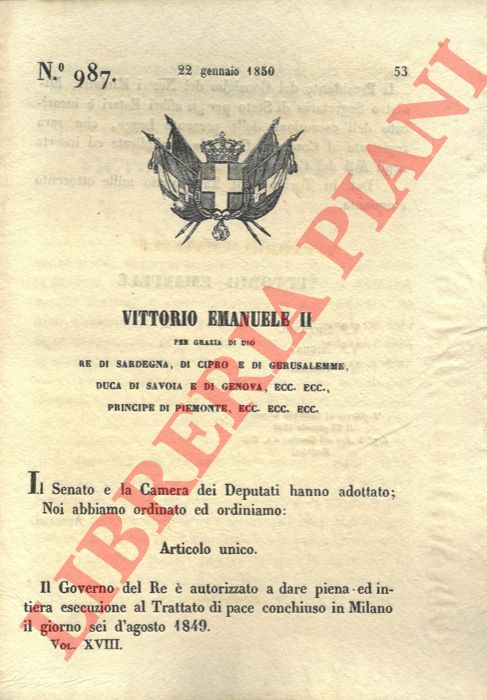 N.º 987.
22 gennaio 1850
53
VITTORIO EMANUELE II
PER GRAZIA DI DIO
RE DI SARDEGNA, DI CIPRO E DI GERUSALEMME,
DUCA DI SAVOIA E DI GENOVA, ECC. ECC.,
PRINCIPE DI PIEMONTE, ECC. ECC. ECC.
Il Senato e la Camera dei Deputati hanno adottato;
Noi abbiamo ordinato ed ordiniamo:
Articolo unico.
Il Governo del Re è autorizzato a dare piena ed in-
tiera esecuzione al Trattato di pace conchiuso in Milano
il giorno sei d'agosto 1849.
VOL. XVIII.
LIBRERIA PIANI